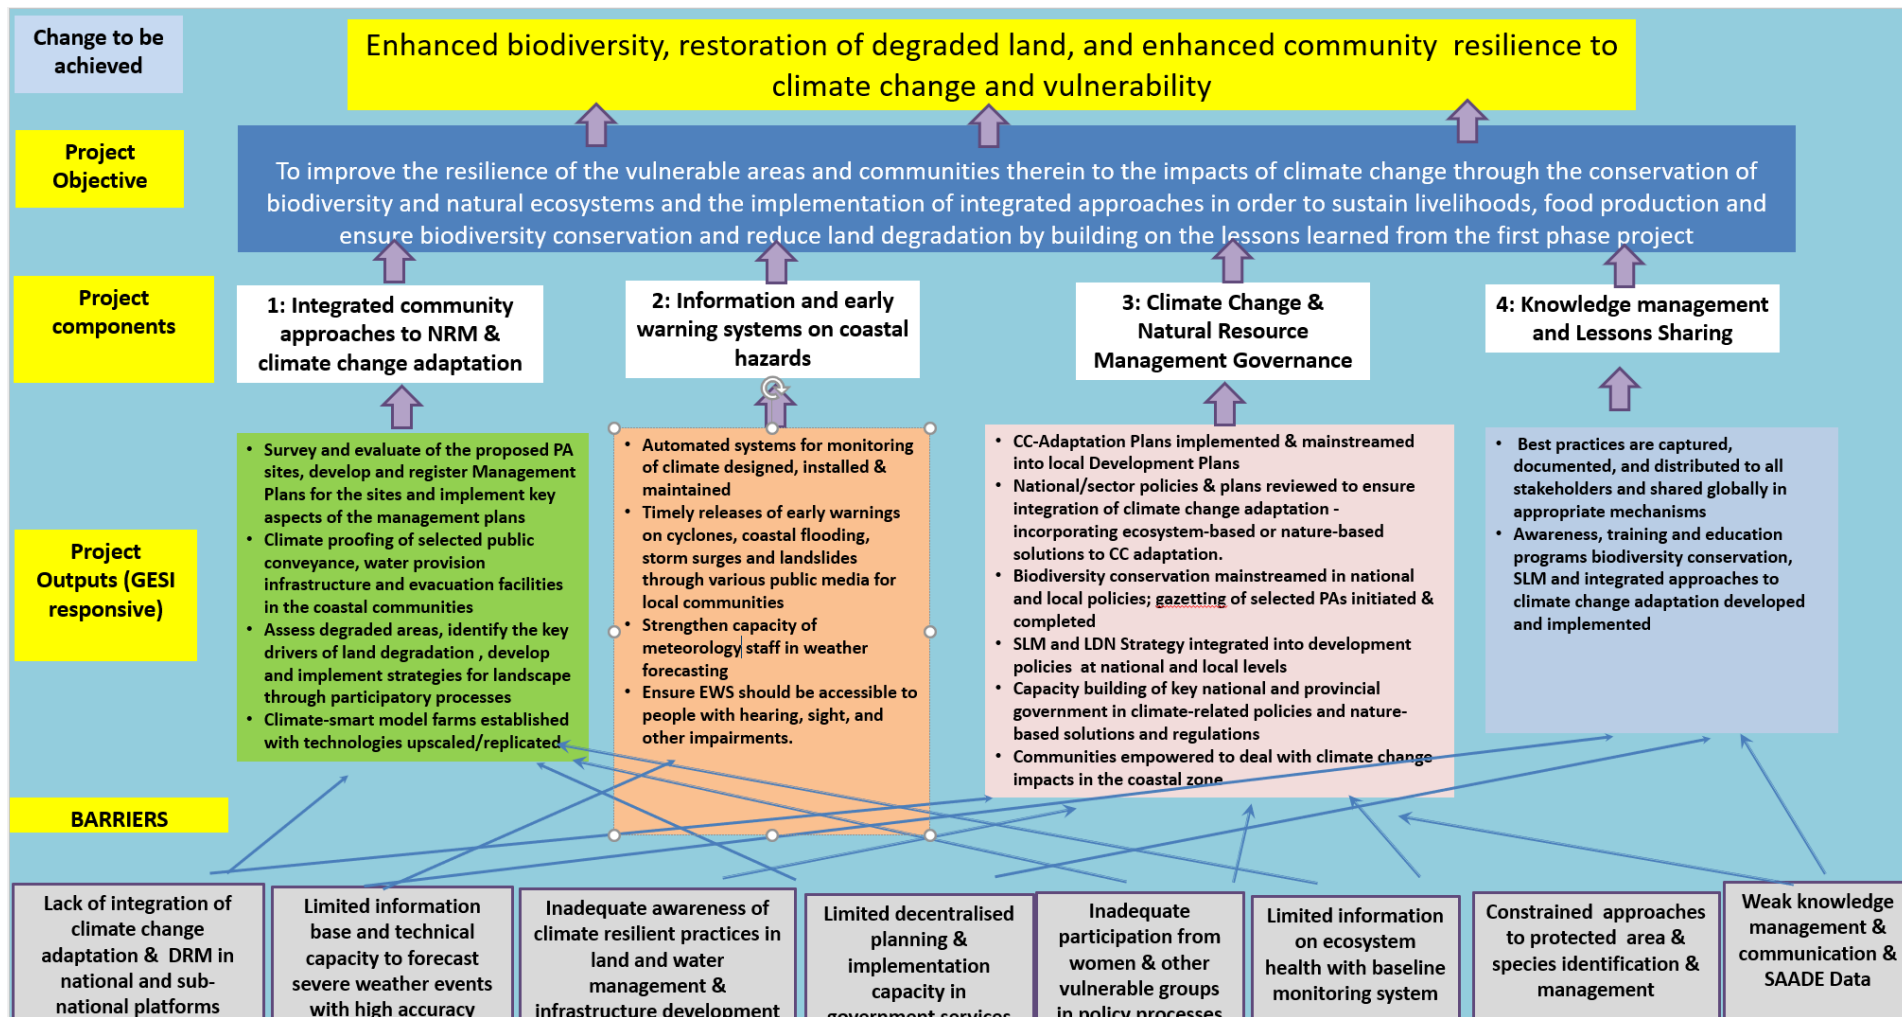 Change to be
achieved
Enhanced biodiversity, restoration of degraded land, and enhanced community resilience to
climate change and vulnerability
Project
Objective
To improve the resilience of the vulnerable areas and communities therein to the impacts of climate change through the conservation of
biodiversity and natural ecosystems and the implementation of integrated approaches in order to sustain livelihoods, food production and
ensure biodiversity conservation and reduce land degradation by building on the lessons learned from the first phase project
Project
components
1: Integrated community
approaches to NRM &
climate change adaptation
2: Information and early
warning systems on coastal
hazards
3: Climate Change &
Natural Resource
Management Governance
4: Knowledge management
and Lessons Sharing
Project
Outputs (GESI
responsive)
• Survey and evaluate of the proposed PA
sites, develop and register Management
Plans for the sites and implement key
aspects of the management plans
• Climate proofing of selected public
conveyance, water provision
infrastructure and evacuation facilities
in the coastal communities
• Assess degraded areas, identify the key
drivers of land degradation , develop
and implement strategies for landscape
through participatory processes
• Climate-smart model farms established
with technologies upscaled/replicated
• Automated systems for monitoring
of climate designed, installed &
maintained
• Timely releases of early warnings
on cyclones, coastal flooding,
storm surges and landslides
through various public media for
local communities
• Strengthen capacity of
meteorology staff in weather
forecasting
• Ensure EWS should be accessible to
people with hearing, sight, and
other impairments.
• CC-Adaptation Plans implemented & mainstreamed
into local Development Plans
• National/sector policies & plans reviewed to ensure
integration of climate change adaptation -
incorporating ecosystem-based or nature-based
solutions to CC adaptation.
• Biodiversity conservation mainstreamed in national
and local policies; gazetting of selected PAs initiated &
completed
• SLM and LDN Strategy integrated into development
policies at national and local levels
• Capacity building of key national and provincial
government in climate-related policies and nature-
based solutions and regulations
• Communities empowered to deal with climate change
impacts in the coastal zone
• Best practices are captured,
documented, and distributed to all
stakeholders and shared globally in
appropriate mechanisms
• Awareness, training and education
programs biodiversity conservation,
SLM and integrated approaches to
climate change adaptation developed
and implemented
BARRIERS
Lack of integration of
climate change
adaptation & DRM in
national and sub-
national platforms
Limited information
base and technical
capacity to forecast
severe weather events
with high accuracy
Inadequate awareness of
climate resilient practices in
land and water
management &
infrastructure development
Limited decentralised
planning &
implementation
capacity in
government services
Inadequate
participation from
women & other
vulnerable groups
in policy processes
Limited information
on ecosystem
health with baseline
monitoring system
Constrained approaches
to protected area &
species identification &
management
Weak knowledge
management &
communication &
SAADE Data